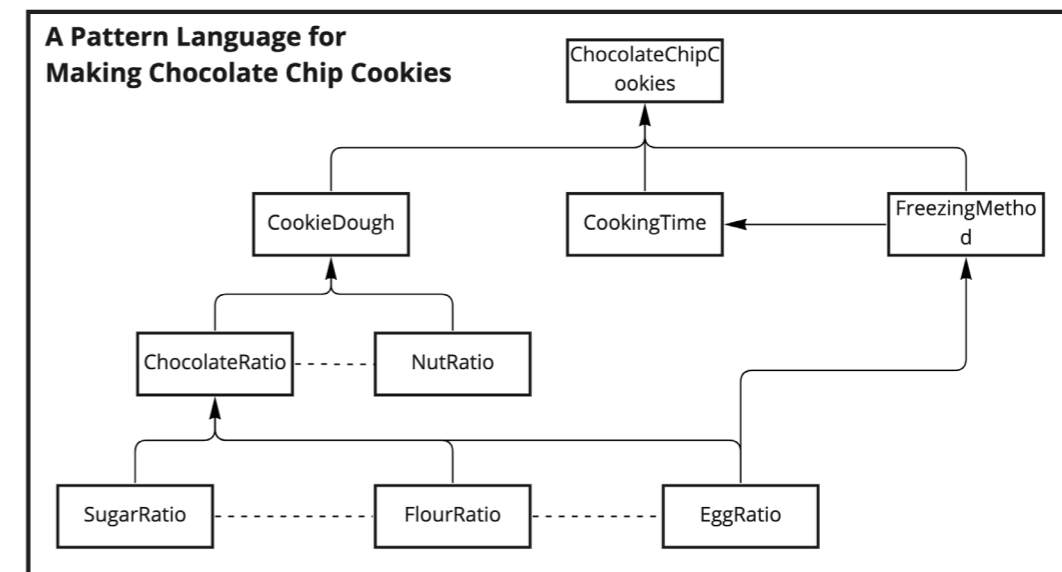 A Pattern Language for
Making Chocolate Chip Cookies
ChocolateChipC
ookies
CookieDough
CookingTime
FreezingMetho
d
ChocolateRatio
NutRatio
SugarRatio
FlourRatio
EggRatio